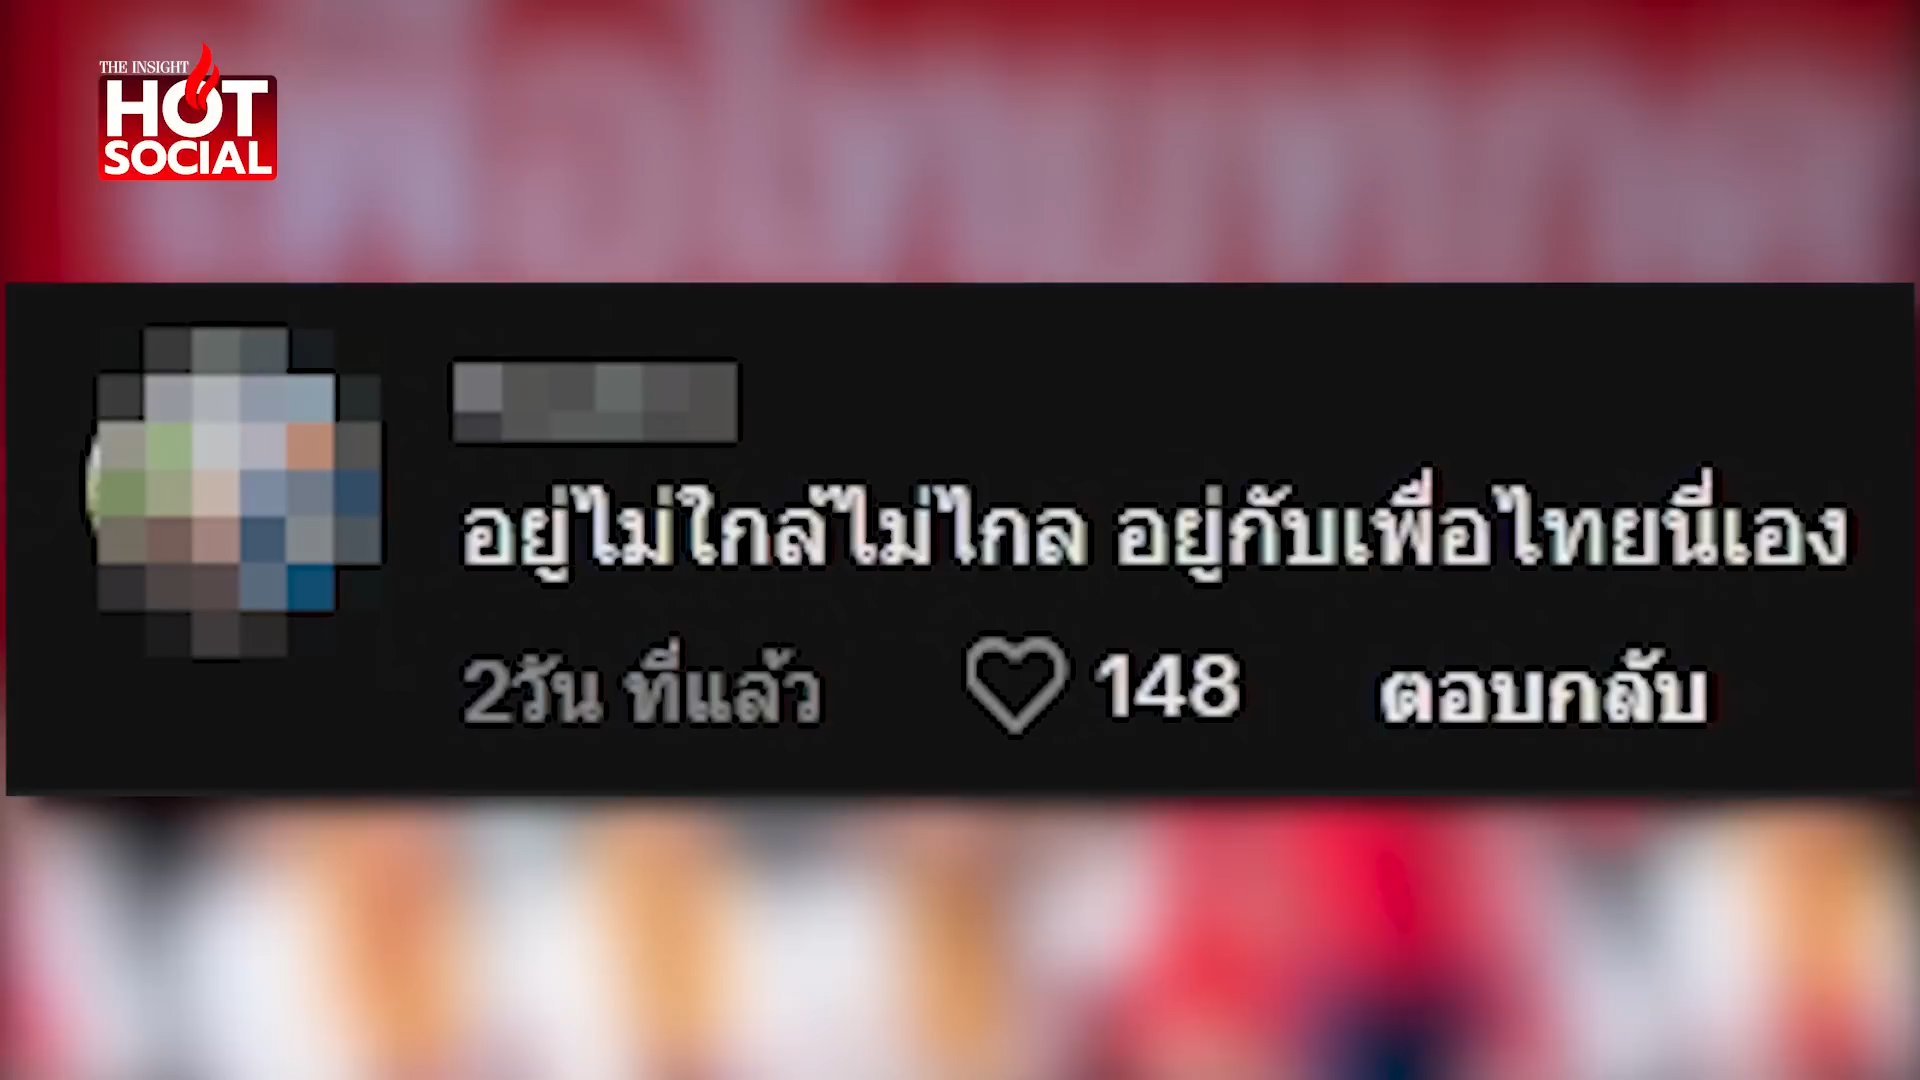 THE INSIGHT
HOT
SOCIAL
อยู่ไม่ใกล้ไม่ไกล อยู่กับเพื่อไทยนี่เอง
2วัน ที่แล้ว 148 ตอบกลับ